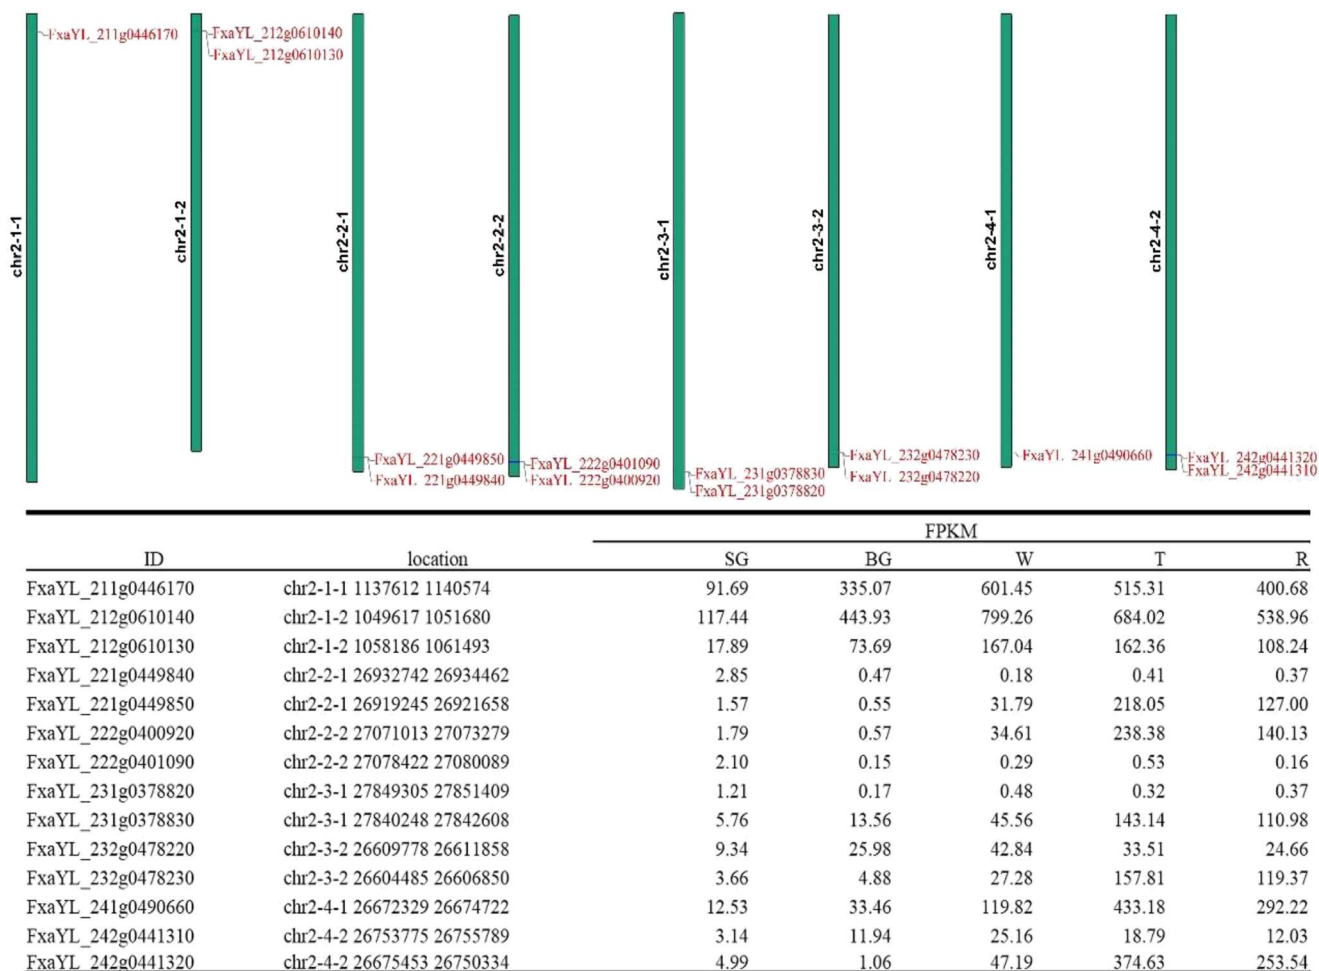 FxaYL_211g0446170
FxaYL_212g0610140
FxaYL_212g0610130
chr2-1-1
chr2-1-2
chr2-2-1
chr2-2-2
chr2-3-1
chr2-3-2
chr2-4-1
chr2-4-2
FxaYL_221g0449850
FxaYL_221g0449840
FxaYL_222g0401090
FxaYL_222g0400920
FxaYL_231g0378830
FxaYL_231g0378820
FxaYL_232g0478230
FxaYL_232g0478220
FxaYL_241g0490660
FxaYL_242g0441320
FxaYL_242g0441310
FPKM
ID location SG BG W T R
FxaYL_211g0446170 chr2-1-1 1137612 1140574 91.69 335.07 601.45 515.31 400.68
FxaYL_212g0610140 chr2-1-2 1049617 1051680 117.44 443.93 799.26 684.02 538.96
FxaYL_212g0610130 chr2-1-2 1058186 1061493 17.89 73.69 167.04 162.36 108.24
FxaYL_221g0449840 chr2-2-1 26932742 26934462 2.85 0.47 0.18 0.41 0.37
FxaYL_221g0449850 chr2-2-1 26919245 26921658 1.57 0.55 31.79 218.05 127.00
FxaYL_222g0400920 chr2-2-2 27071013 27073279 1.79 0.57 34.61 238.38 140.13
FxaYL_222g0401090 chr2-2-2 27078422 27080089 2.10 0.15 0.29 0.53 0.16
FxaYL_231g0378820 chr2-3-1 27849305 27851409 1.21 0.17 0.48 0.32 0.37
FxaYL_231g0378830 chr2-3-1 27840248 27842608 5.76 13.56 45.56 143.14 110.98
FxaYL_232g0478220 chr2-3-2 26609778 26611858 9.34 25.98 42.84 33.51 24.66
FxaYL_232g0478230 chr2-3-2 26604485 26606850 3.66 4.88 27.28 157.81 119.37
FxaYL_241g0490660 chr2-4-1 26672329 26674722 12.53 33.46 119.82 433.18 292.22
FxaYL_242g0441310 chr2-4-2 26753775 26755789 3.14 11.94 25.16 18.79 12.03
FxaYL_242g0441320 chr2-4-2 26675453 26750334 4.99 1.06 47.19 374.63 253.54